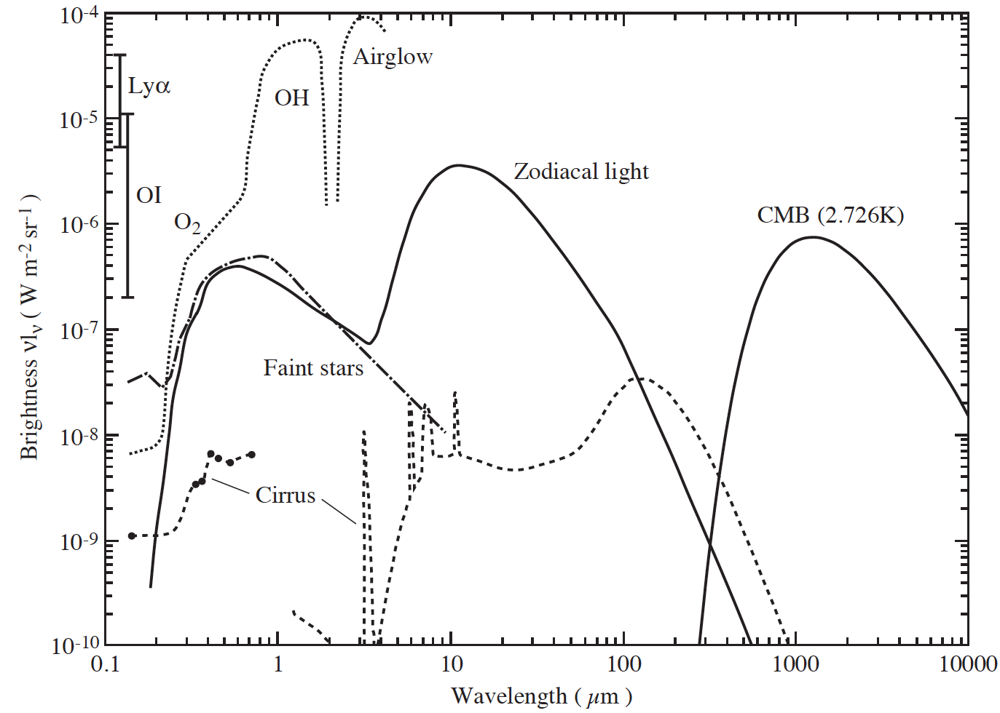 10-4
10-5
10-6
10-7
10-8
10-9
10-10
Brightness νIν ( W m-2 sr-1 )
Lyα
OI
O2
OH
Airglow
Zodiacal light
CMB (2.726K)
Faint stars
Cirrus
0.1 1 10 100 1000 10000
Wavelength ( μm )